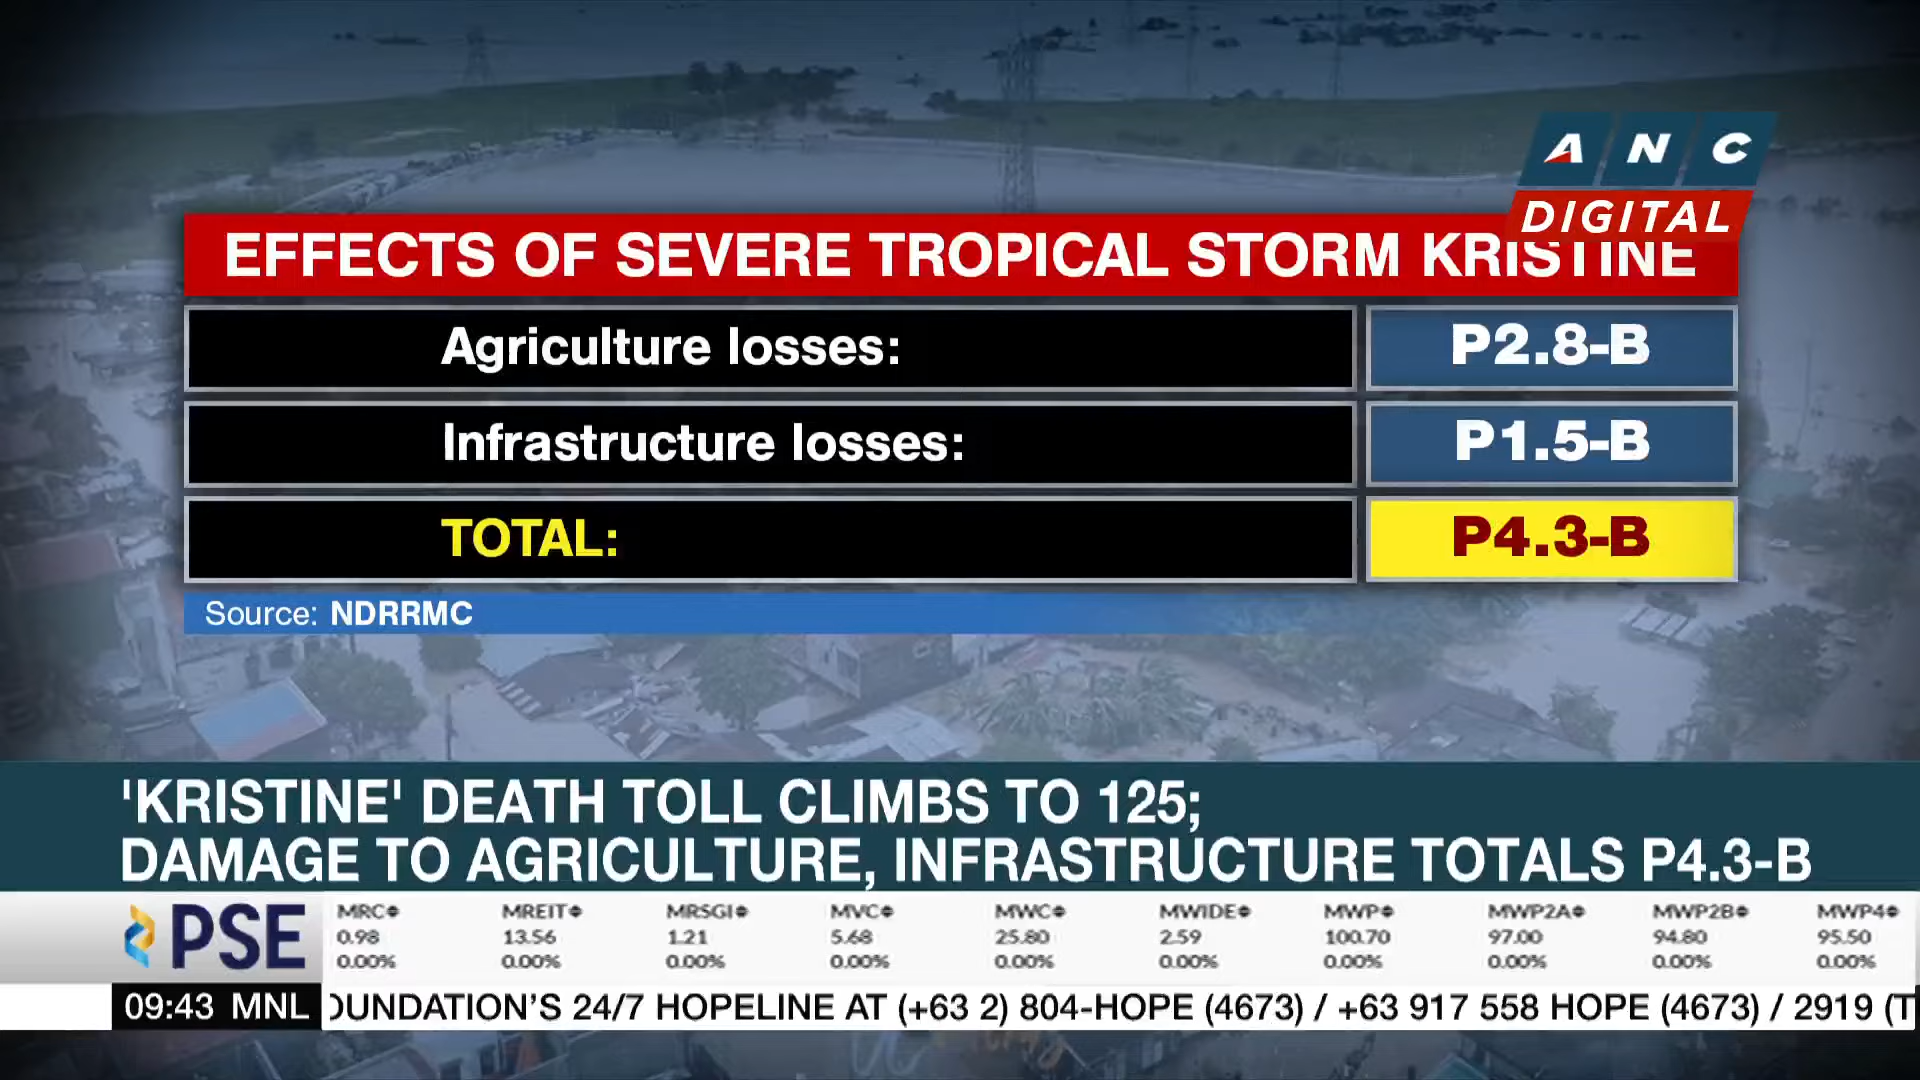 A N C
DIGITAL
EFFECTS OF SEVERE TROPICAL STORM KRISTINE
Agriculture losses: P2.8-B
Infrastructure losses: P1.5-B
TOTAL: P4.3-B
Source: NDRRMC
'KRISTINE' DEATH TOLL CLIMBS TO 125;
DAMAGE TO AGRICULTURE, INFRASTRUCTURE TOTALS P4.3-B
PSE
MRC MREIT MRSGI MVC MWC MWIDE MWP MWP2A MWP2B MWP4
0.98 13.56 1.21 5.68 25.80 2.59 100.70 97.00 94.80 95.50
0.00% 0.00% 0.00% 0.00% 0.00% 0.00% 0.00% 0.00% 0.00% 0.00%
09:43 MNL OUNDATION'S 24/7 HOPELINE AT (+63 2) 804-HOPE (4673) / +63 917 558 HOPE (4673) / 2919 (T